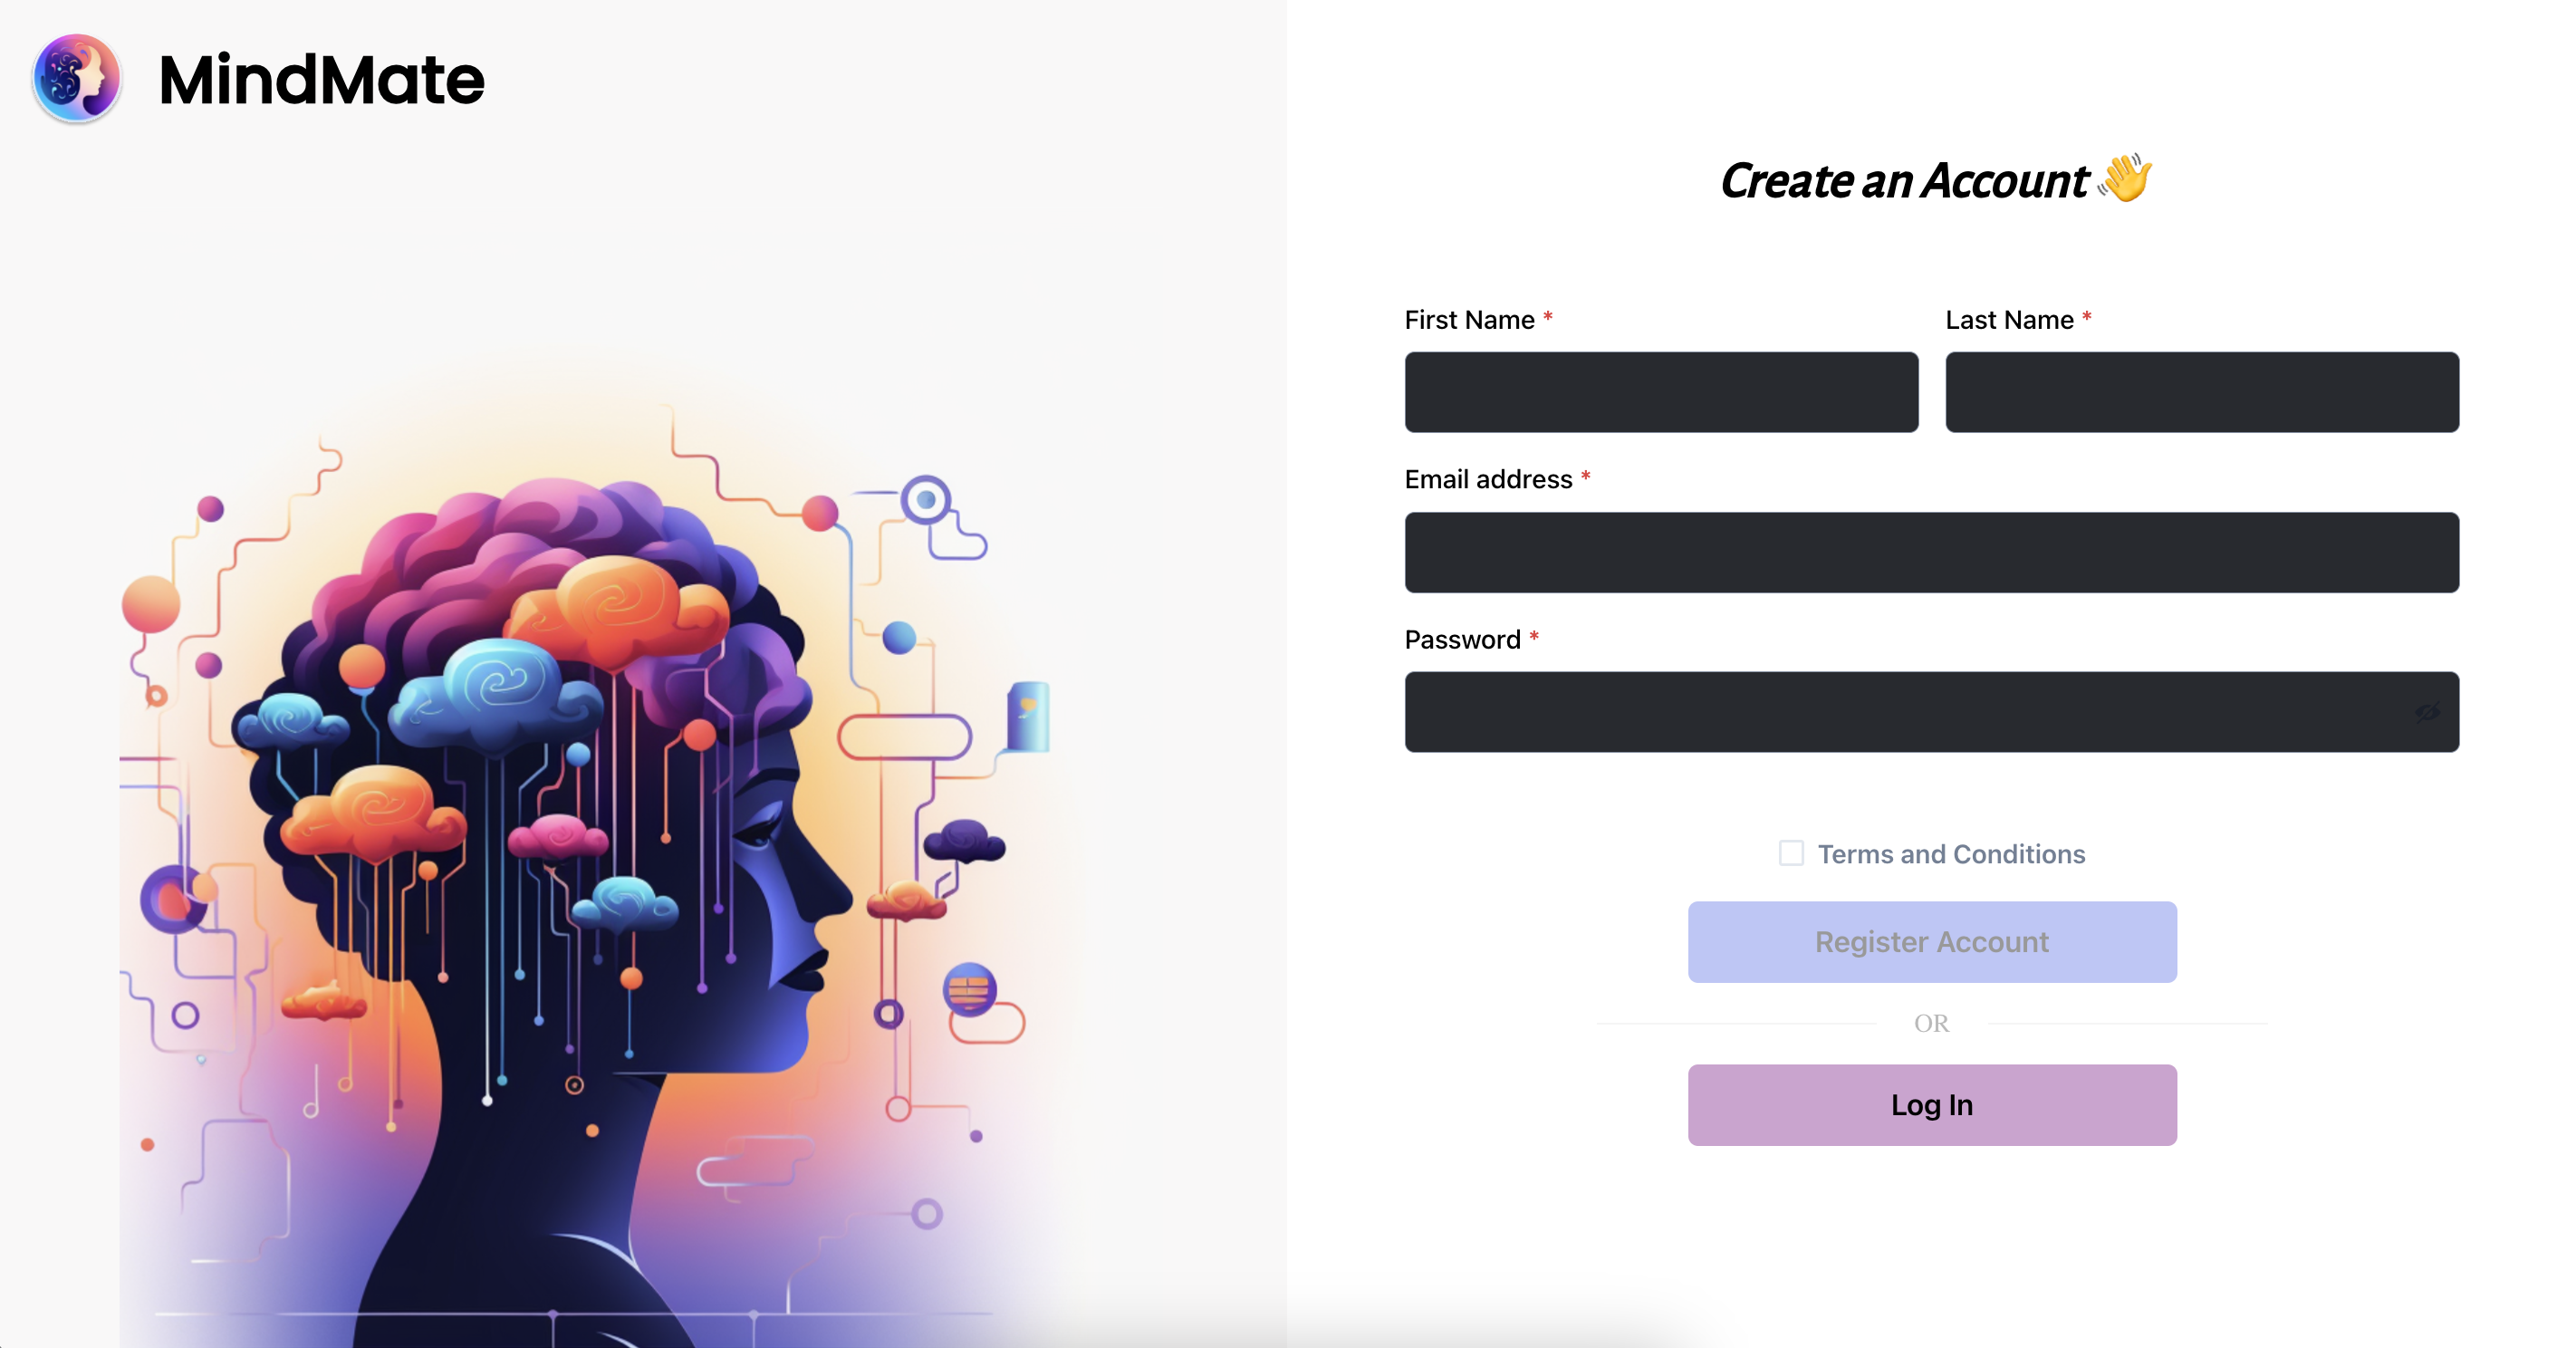 MindMate
Create an Account 👋
First Name *
Last Name *
Email address *
Password *
Terms and Conditions
Register Account
OR
Log In